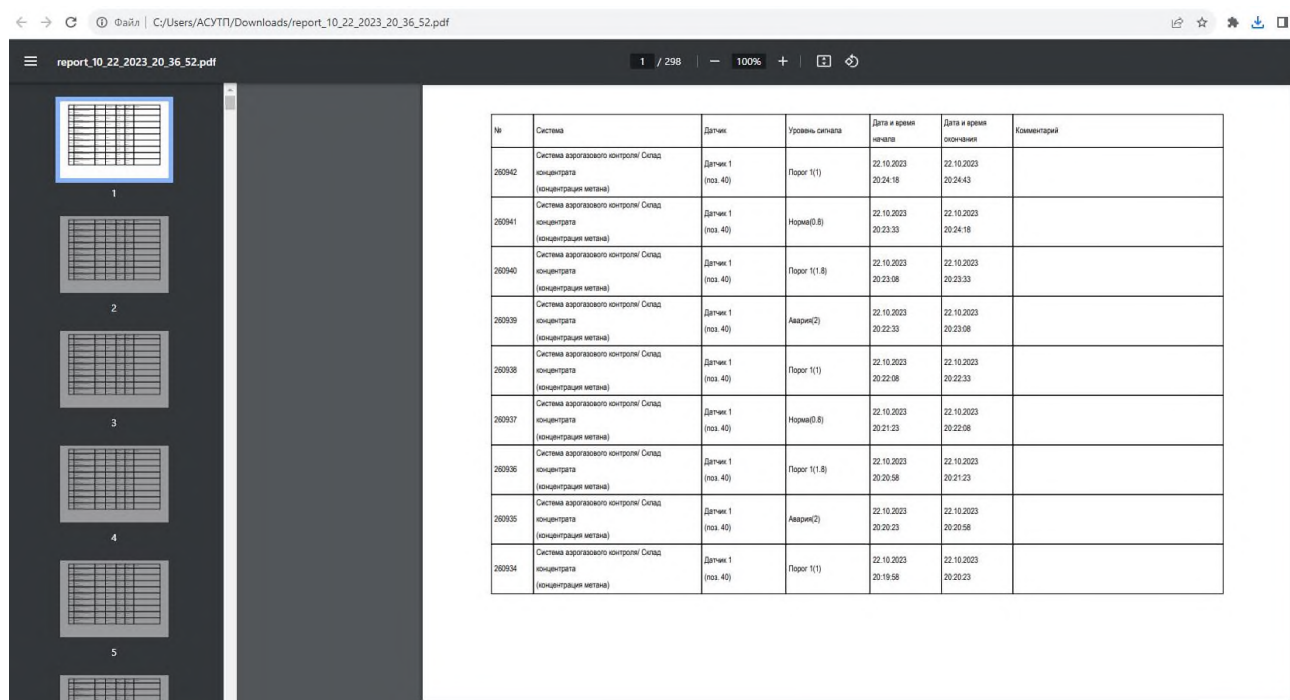 Файл | C:/Users/АСУТП/Downloads/report_10_22_2023_20_36_52.pdf
report_10_22_2023_20_36_52.pdf
1 / 298 | − 100% +
1
2
3
4
5
№ Система Датчик Уровень сигнала Дата и время начала Дата и время окончания Комментарий
260942 Система аэрогазового контроля/ Склад концентрата (концентрация метана) Датчик 1 (поз. 40) Порог 1(1) 22.10.2023 20:24:18 22.10.2023 20:24:43
260941 Система аэрогазового контроля/ Склад концентрата (концентрация метана) Датчик 1 (поз. 40) Норма(0.8) 22.10.2023 20:23:33 22.10.2023 20:24:18
260940 Система аэрогазового контроля/ Склад концентрата (концентрация метана) Датчик 1 (поз. 40) Порог 1(1.8) 22.10.2023 20:23:08 22.10.2023 20:23:33
260939 Система аэрогазового контроля/ Склад концентрата (концентрация метана) Датчик 1 (поз. 40) Авария(2) 22.10.2023 20:22:33 22.10.2023 20:23:08
260938 Система аэрогазового контроля/ Склад концентрата (концентрация метана) Датчик 1 (поз. 40) Порог 1(1) 22.10.2023 20:22:08 22.10.2023 20:22:33
260937 Система аэрогазового контроля/ Склад концентрата (концентрация метана) Датчик 1 (поз. 40) Норма(0.8) 22.10.2023 20:21:23 22.10.2023 20:22:08
260936 Система аэрогазового контроля/ Склад концентрата (концентрация метана) Датчик 1 (поз. 40) Порог 1(1.8) 22.10.2023 20:20:58 22.10.2023 20:21:23
260935 Система аэрогазового контроля/ Склад концентрата (концентрация метана) Датчик 1 (поз. 40) Авария(2) 22.10.2023 20:20:23 22.10.2023 20:20:58
260934 Система аэрогазового контроля/ Склад концентрата (концентрация метана) Датчик 1 (поз. 40) Порог 1(1) 22.10.2023 20:19:58 22.10.2023 20:20:23